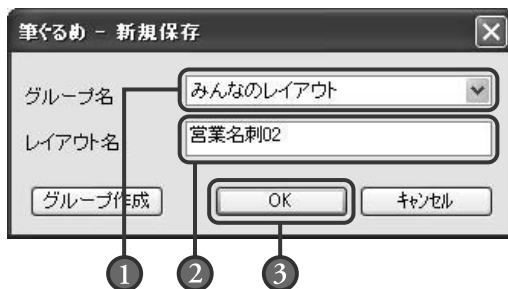 筆ぐるめ - 新規保存
グループ名
みんなのレイアウト
レイアウト名
営業名刺02
グループ作成
OK
キャンセル
1
2
3